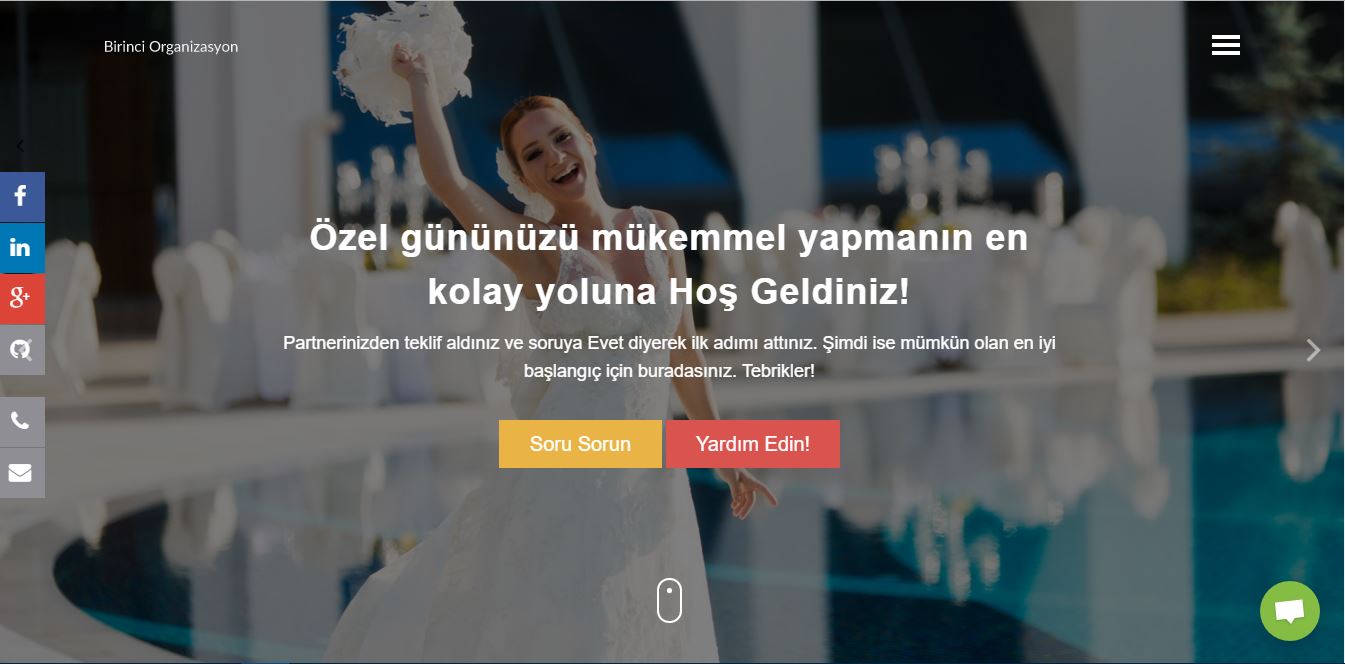 Birinci Organizasyon
Özel gününüzü mükemmel yapmanın en
kolay yoluna Hoş Geldiniz!
Partnerinizden teklif aldınız ve soruya Evet diyerek ilk adımı attınız. Şimdi ise mümkün olan en iyi
başlangıç için buradasınız. Tebrikler!
Soru Sorun
Yardım Edin!